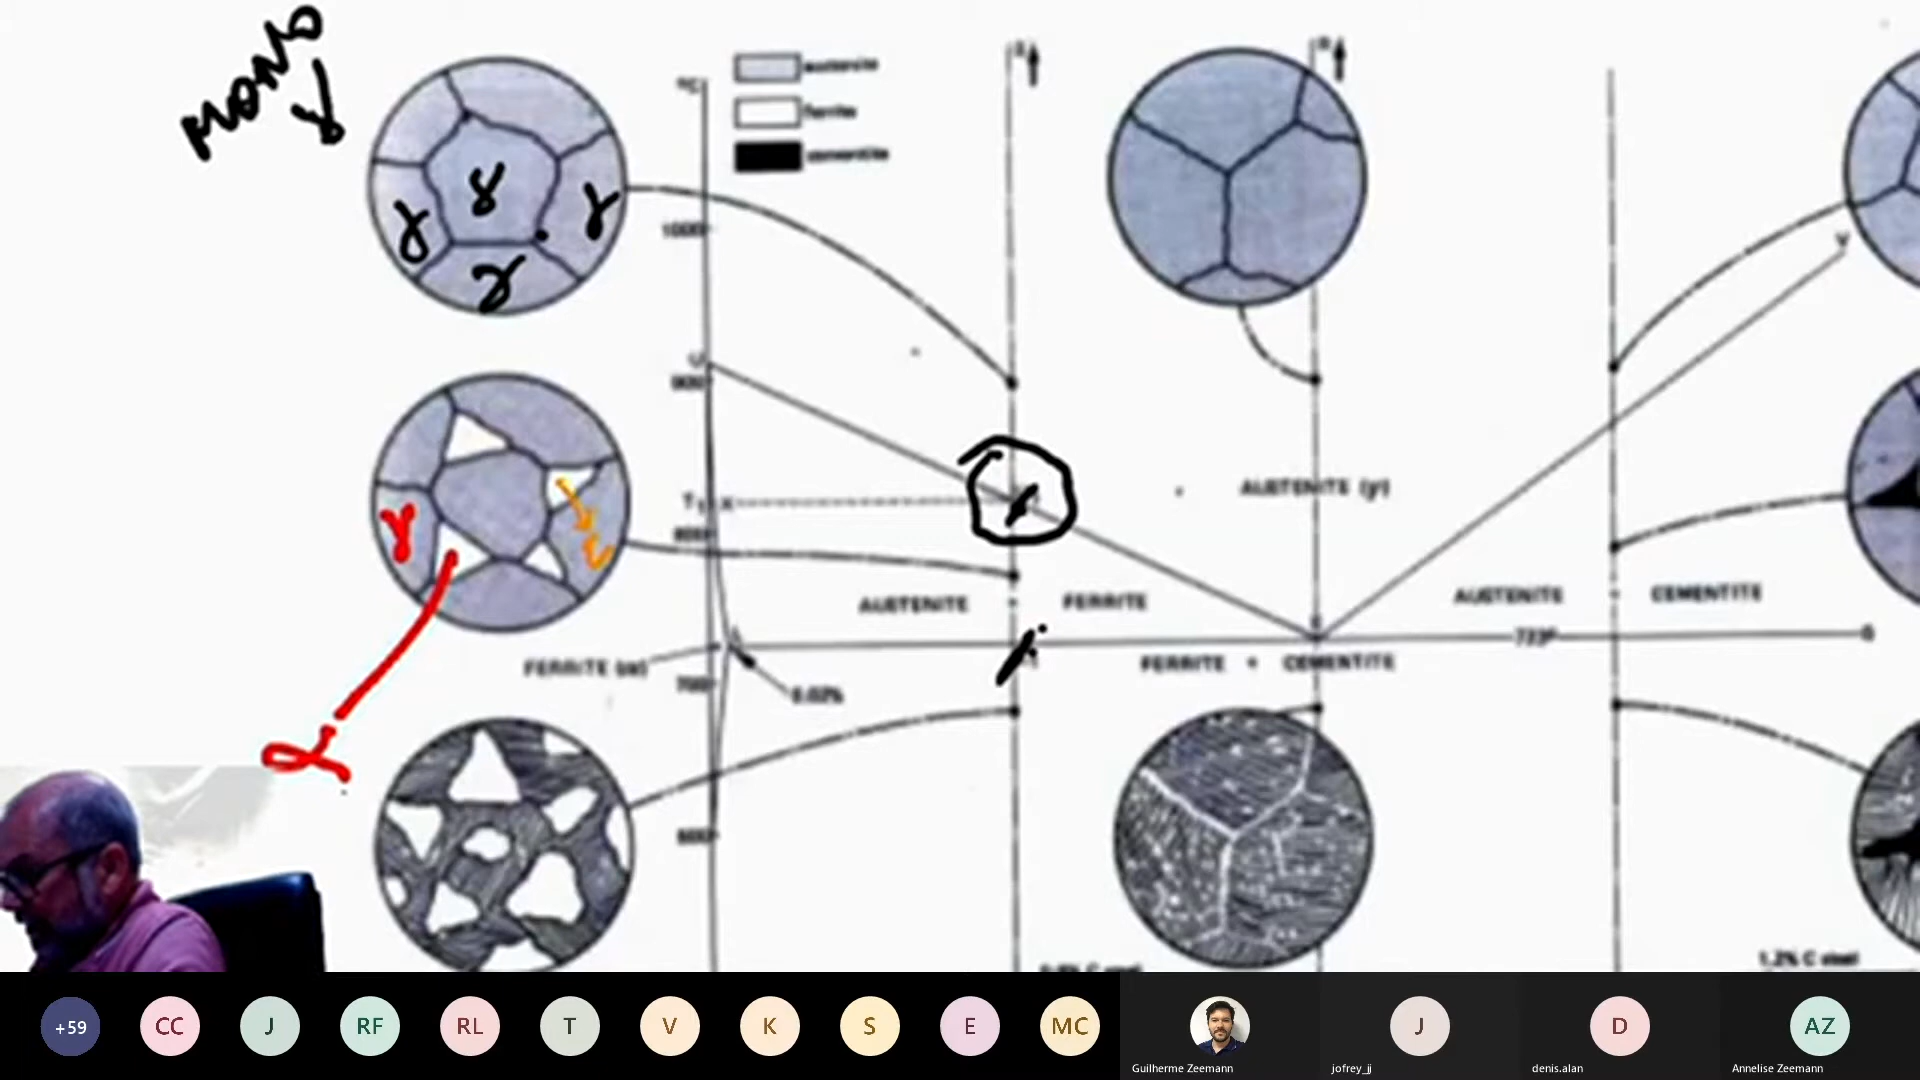 MONO
γ
austenite
ferrite
cementite
°C
1000
γ
γ
γ
γ
900
T₁
AUSTENITE (γ)
800
γ
AUSTENITE + FERRITE
AUSTENITE + CEMENTITE
723°
FERRITE (α)
FERRITE + CEMENTITE
700
0.02%
α
600
1.2% C steel
+59
CC
J
RF
RL
T
V
K
S
E
MC
J
D
AZ
Guilherme Zeemann
jofrey_jj
denis.alan
Annelise Zeemann